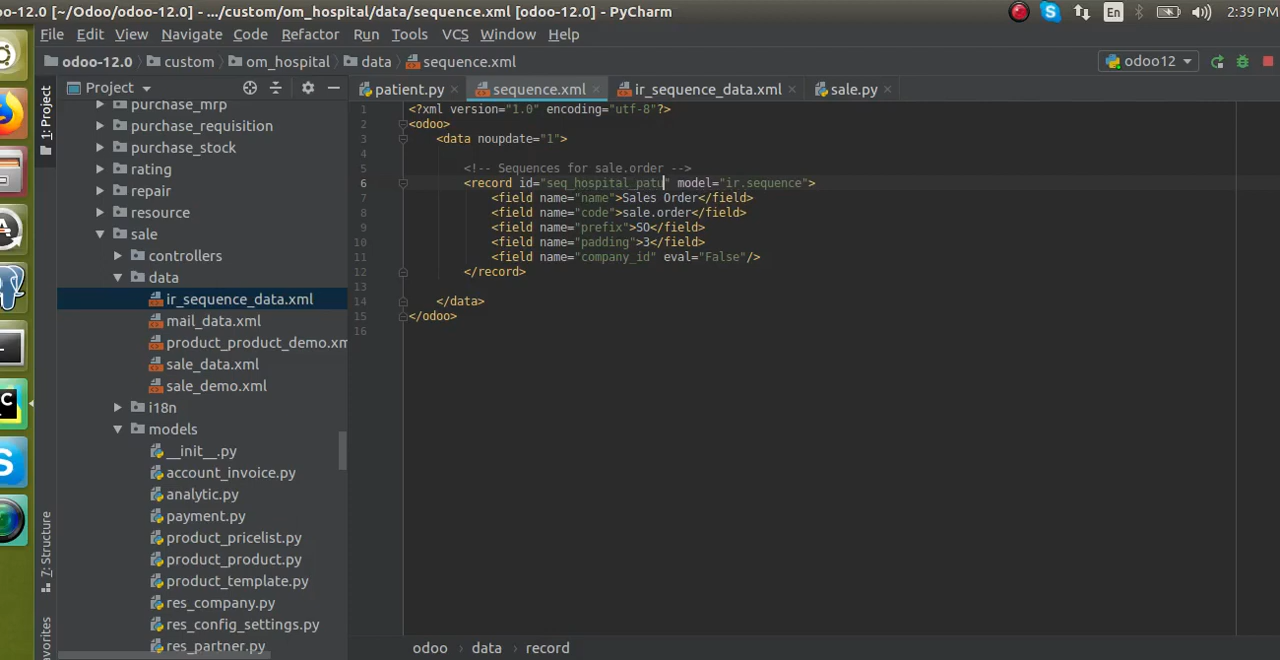 oo-12.0 [~/Odoo/odoo-12.0] - .../custom/om_hospital/data/sequence.xml [odoo-12.0] - PyCharm
En
2:39 PM
File Edit View Navigate Code Refactor Run Tools VCS Window Help
odoo-12.0 custom om_hospital data sequence.xml
odoo12
Project
patient.py sequence.xml ir_sequence_data.xml sale.py
1: Project
7: Structure
Favorites
purchase_mrp
purchase_requisition
purchase_stock
rating
repair
resource
sale
controllers
data
ir_sequence_data.xml
mail_data.xml
product_product_demo.xm
sale_data.xml
sale_demo.xml
i18n
models
__init__.py
account_invoice.py
analytic.py
payment.py
product_pricelist.py
product_product.py
product_template.py
res_company.py
res_config_settings.py
res_partner.py
1 <?xml version="1.0" encoding="utf-8"?>
2 <odoo>
3 <data noupdate="1">
4
5 <!-- Sequences for sale.order -->
6 <record id="seq_hospital_patu" model="ir.sequence">
7 <field name="name">Sales Order</field>
8 <field name="code">sale.order</field>
9 <field name="prefix">SO</field>
10 <field name="padding">3</field>
11 <field name="company_id" eval="False"/>
12 </record>
13
14 </data>
15 </odoo>
16
odoo data record